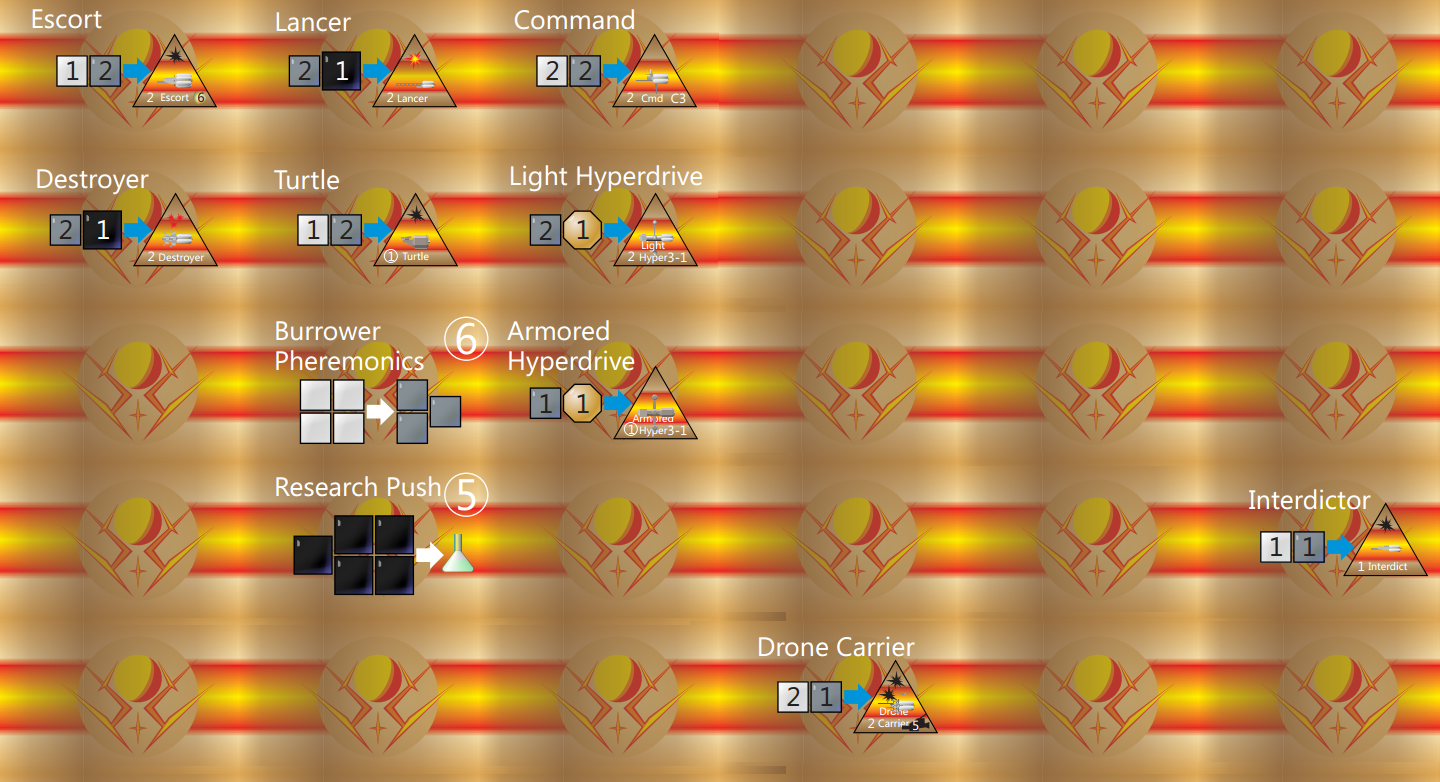 Escort
1 2
2 Escort 6
Lancer
2 1
2 Lancer
Command
2 2
2 Cmd C3
Destroyer
2 1
2 Destroyer
Turtle
1 2
① Turtle
Light Hyperdrive
2 1
Light
2 Hyper3-1
Burrower
Pheremonics
⑥
Armored
Hyperdrive
1 1
Armored
①Hyper3-1
Research Push
⑤
Interdictor
1 1
1 Interdict
Drone Carrier
2 1
Drone
2 Carrier 5